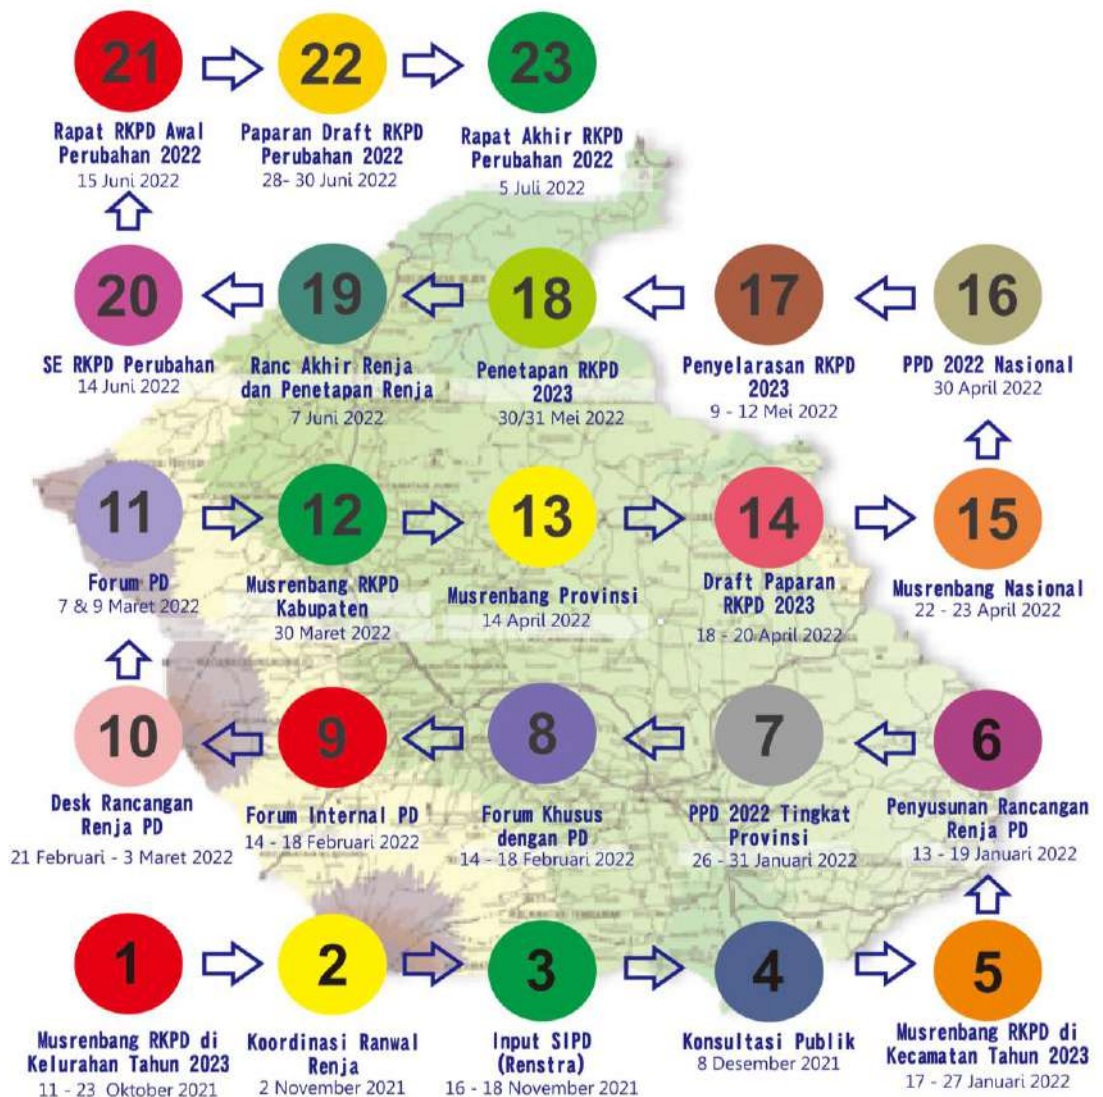 21
22
23
Rapat RKPD Awal
Perubahan 2022
15 Juni 2022
Paparan Draft RKPD
Perubahan 2022
28- 30 Juni 2022
Rapat Akhir RKPD
Perubahan 2022
5 Juli 2022
20
19
18
17
16
SE RKPD Perubahan
14 Juni 2022
Ranc Akhir Renja
dan Penetapan Renja
7 Juni 2022
Penetapan RKPD
2023
30/31 Mei 2022
Penyelarasan RKPD
2023
9 - 12 Mei 2022
PPD 2022 Nasional
30 April 2022
11
12
13
14
15
Forum PD
7 & 9 Maret 2022
Musrenbang RKPD
Kabupaten
30 Maret 2022
Musrenbang Provinsi
14 April 2022
Draft Paparan
RKPD 2023
18 - 20 April 2022
Musrenbang Nasional
22 - 23 April 2022
10
9
8
7
6
Desk Rancangan
Renja PD
21 Februari - 3 Maret 2022
Forum Internal PD
14 - 18 Februari 2022
Forum Khusus
dengan PD
14 - 18 Februari 2022
PPD 2022 Tingkat
Provinsi
26 - 31 Januari 2022
Penyusunan Rancangan
Renja PD
13 - 19 Januari 2022
1
2
3
4
5
Musrenbang RKPD di
Kelurahan Tahun 2023
11 - 23 Oktober 2021
Koordinasi Ranwal
Renja
2 November 2021
Input SIPD
(Renstra)
16 - 18 November 2021
Konsultasi Publik
8 Desember 2021
Musrenbang RKPD di
Kecamatan Tahun 2023
17 - 27 Januari 2022